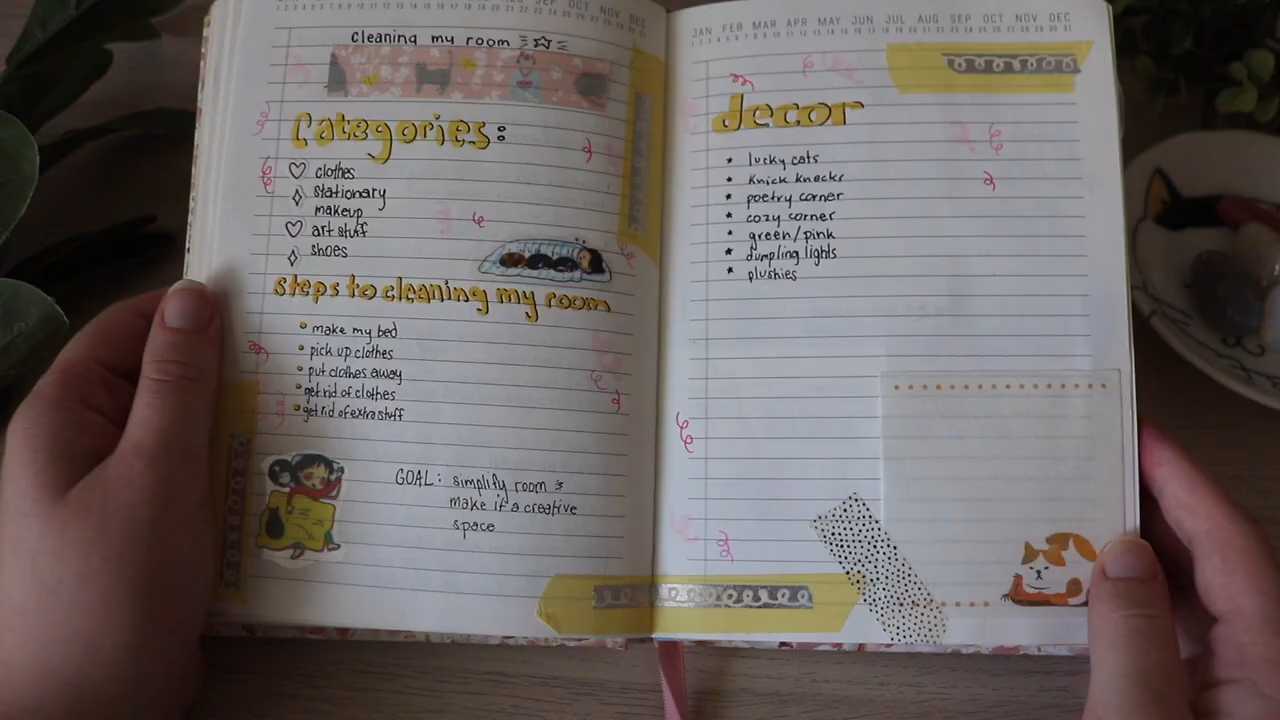 cleaning my room
Categories:
clothes
stationary
makeup
art stuff
shoes
steps to cleaning my room
make my bed
pick up clothes
put clothes away
get rid of clothes
get rid of extra stuff
GOAL: simplify room &
make it a creative
space
JAN FEB MAR APR MAY JUN JUL AUG SEP OCT NOV DEC
decor
lucky cats
knick knacks
poetry corner
cozy corner
green/pink
dumpling lights
plushies